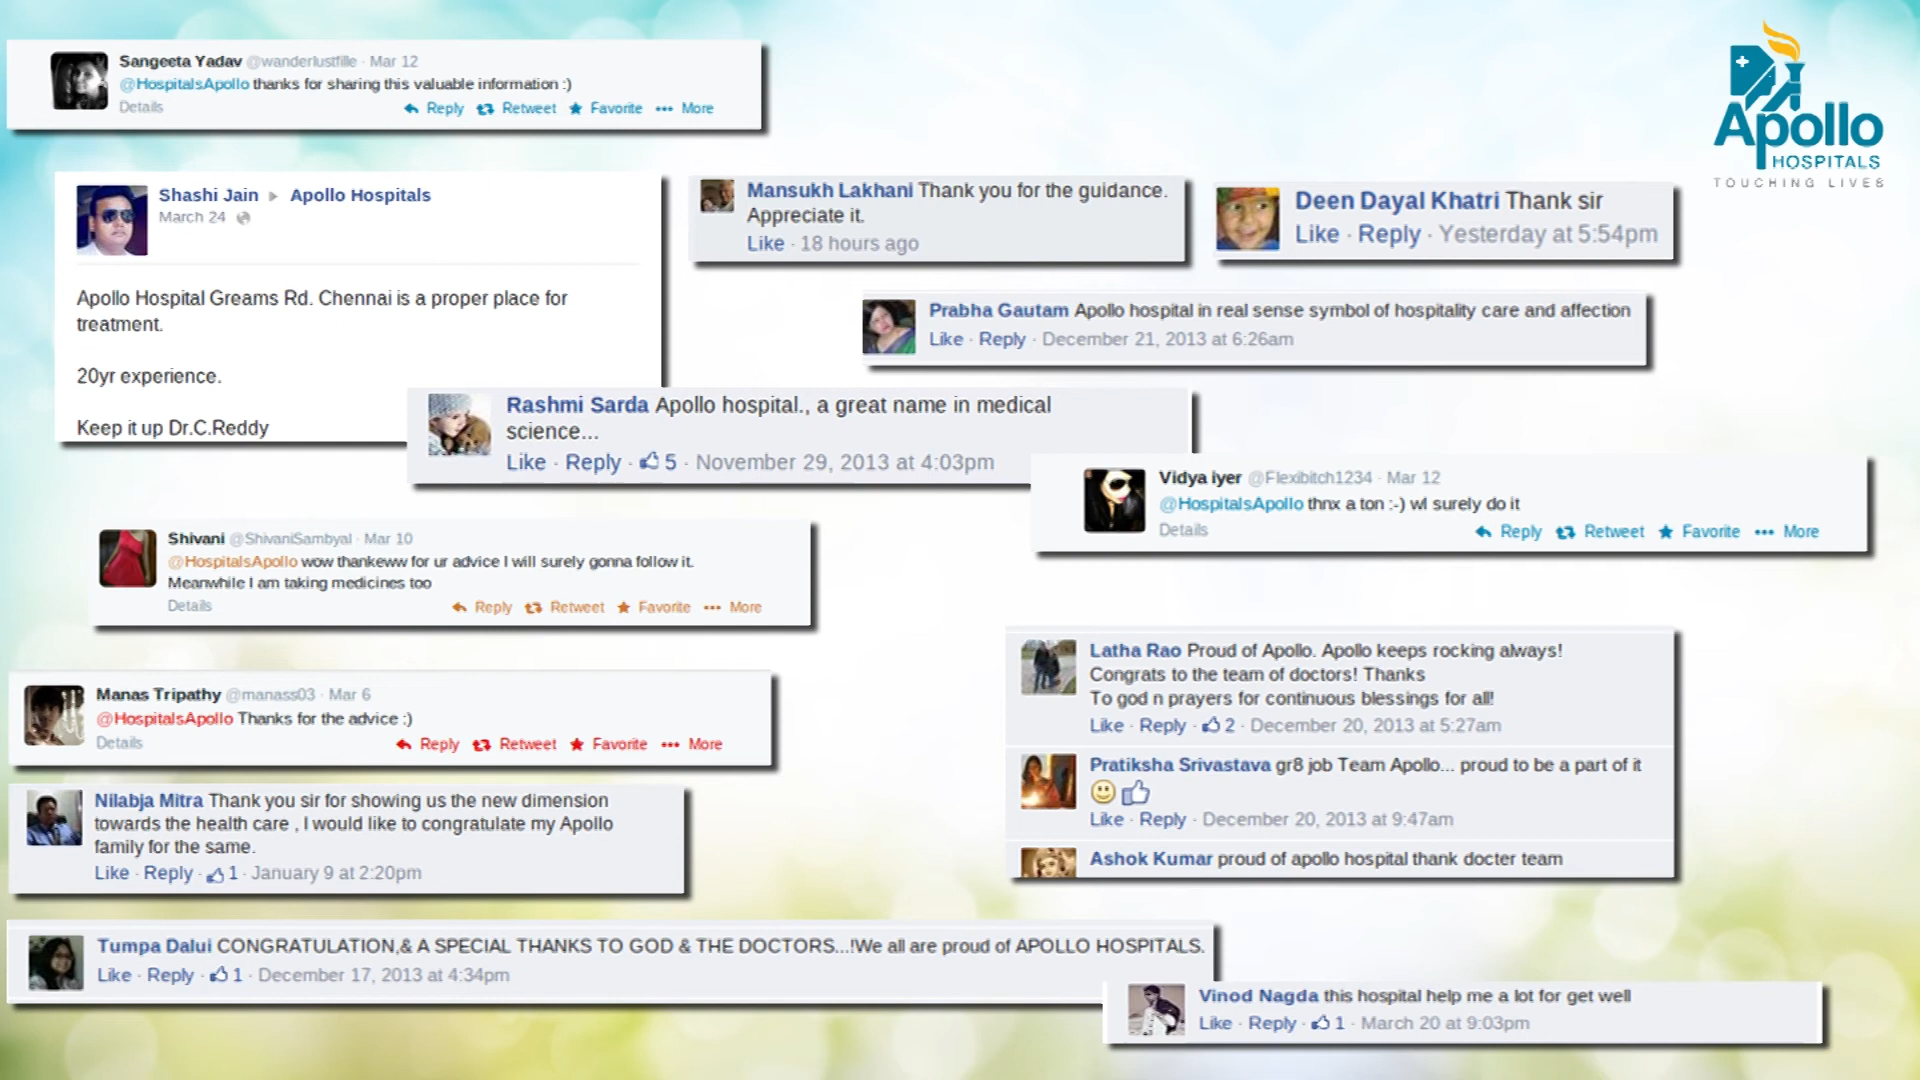 Sangeeta Yadav @wanderlustfille · Mar 12
@HospitalsApollo thanks for sharing this valuable information :)
Details Reply Retweet Favorite More
Apollo
HOSPITALS
TOUCHING LIVES
Shashi Jain Apollo Hospitals
March 24
Apollo Hospital Greams Rd. Chennai is a proper place for
treatment.
20yr experience.
Keep it up Dr.C.Reddy
Mansukh Lakhani Thank you for the guidance.
Appreciate it.
Like · 18 hours ago
Deen Dayal Khatri Thank sir
Like · Reply · Yesterday at 5:54pm
Prabha Gautam Apollo hospital in real sense symbol of hospitality care and affection
Like · Reply · December 21, 2013 at 6:26am
Rashmi Sarda Apollo hospital., a great name in medical
science...
Like · Reply · 5 · November 29, 2013 at 4:03pm
Vidya iyer @Flexibitch1234 · Mar 12
@HospitalsApollo thnx a ton :-) wl surely do it
Details Reply Retweet Favorite More
Shivani @ShivaniSambyal · Mar 10
@HospitalsApollo wow thankeww for ur advice I will surely gonna follow it.
Meanwhile I am taking medicines too
Details Reply Retweet Favorite More
Latha Rao Proud of Apollo. Apollo keeps rocking always!
Congrats to the team of doctors! Thanks
To god n prayers for continuous blessings for all!
Like · Reply · 2 · December 20, 2013 at 5:27am
Pratiksha Srivastava gr8 job Team Apollo... proud to be a part of it
Like · Reply · December 20, 2013 at 9:47am
Ashok Kumar proud of apollo hospital thank docter team
Manas Tripathy @manass03 · Mar 6
@HospitalsApollo Thanks for the advice :)
Details Reply Retweet Favorite More
Nilabja Mitra Thank you sir for showing us the new dimension
towards the health care , I would like to congratulate my Apollo
family for the same.
Like · Reply · 1 · January 9 at 2:20pm
Tumpa Dalui CONGRATULATION,& A SPECIAL THANKS TO GOD & THE DOCTORS...!We all are proud of APOLLO HOSPITALS.
Like · Reply · 1 · December 17, 2013 at 4:34pm
Vinod Nagda this hospital help me a lot for get well
Like · Reply · 1 · March 20 at 9:03pm